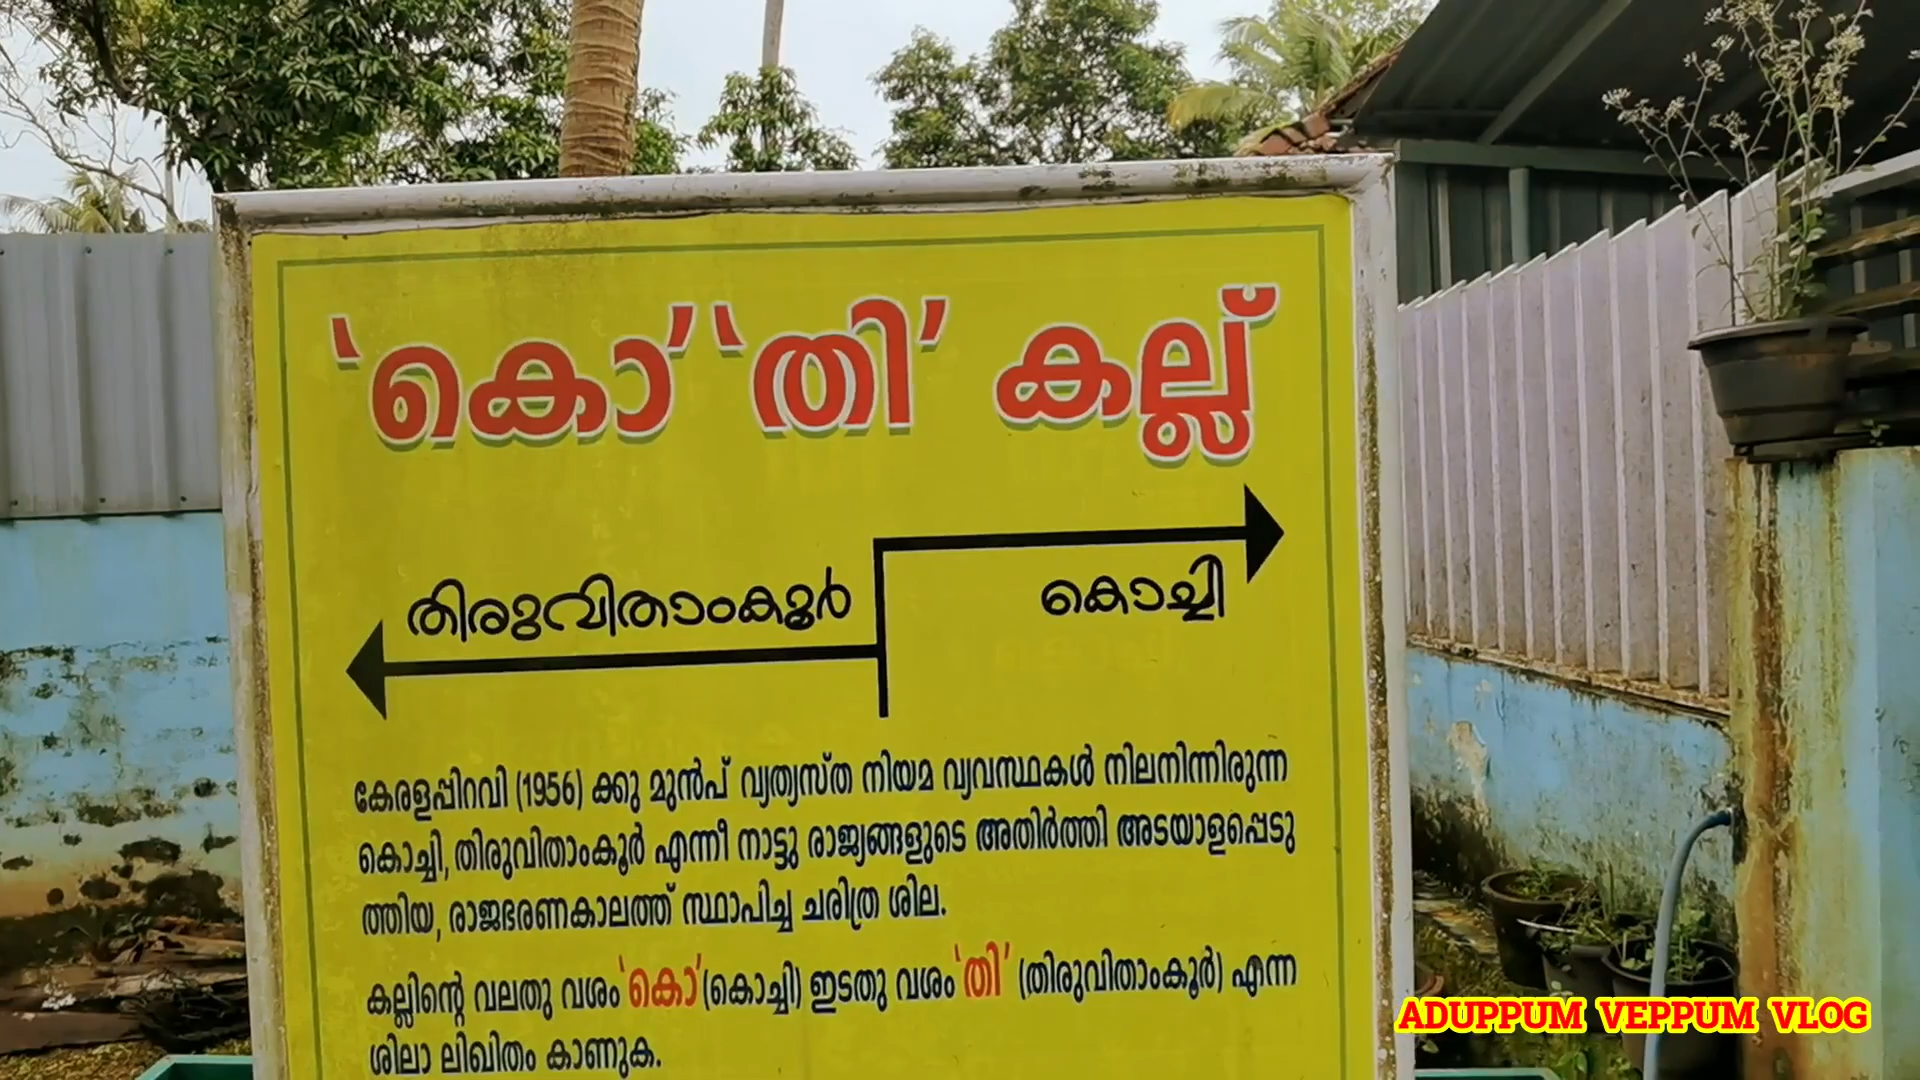 'കൊ' 'തി' കല്ല്
തിരുവിതാംകൂർ
കൊച്ചി
കേരളപ്പിറവി (1956) ക്കു മുൻപ് വ്യത്യസ്ത നിയമ വ്യവസ്ഥകൾ നിലനിന്നിരുന്ന
കൊച്ചി, തിരുവിതാംകൂർ എന്നീ നാട്ടു രാജ്യങ്ങളുടെ അതിർത്തി അടയാളപ്പെടു
ത്തിയ, രാജഭരണകാലത്ത് സ്ഥാപിച്ച ചരിത്ര ശില.
കല്ലിന്റെ വലതു വശം 'കൊ' (കൊച്ചി) ഇടതു വശം 'തി' (തിരുവിതാംകൂർ) എന്ന
ശിലാ ലിഖിതം കാണുക.
ADUPPUM VEPPUM VLOG